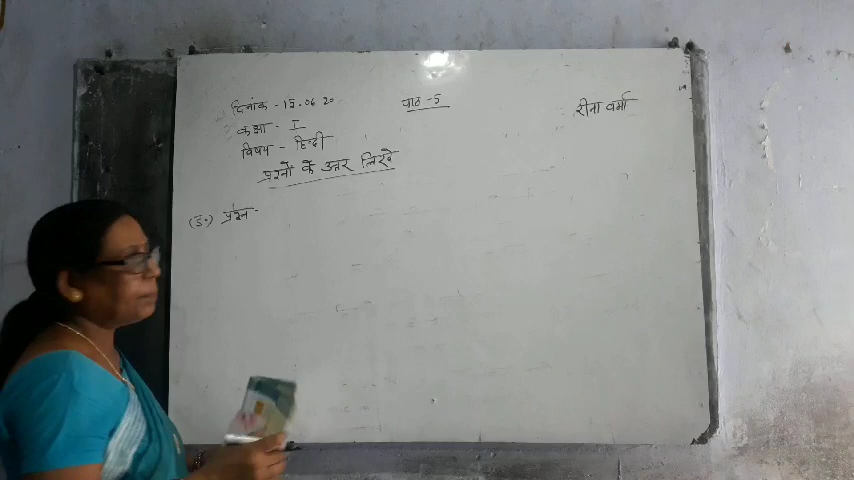 दिनांक - 15.06.20 पाठ -5 रीना वर्मा
कक्षा - I
विषय - हिन्दी
प्रश्नों के उत्तर लिखे
(ड.) प्रश्न -